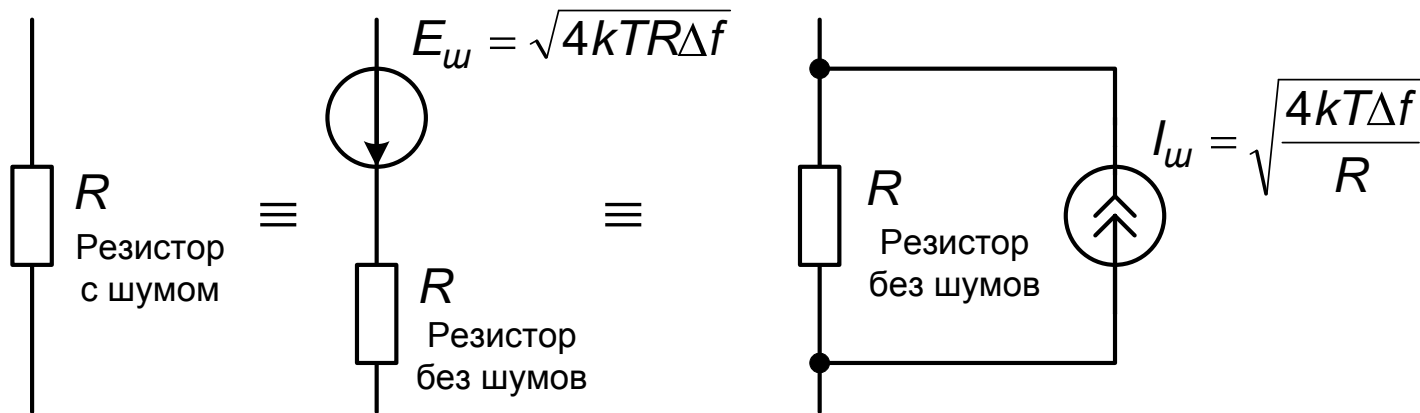 R
Резистор
с шумом
≡
E_ш = √4kTRΔf
R
Резистор
без шумов
≡
R
Резистор
без шумов
I_ш = √(4kTΔf / R)